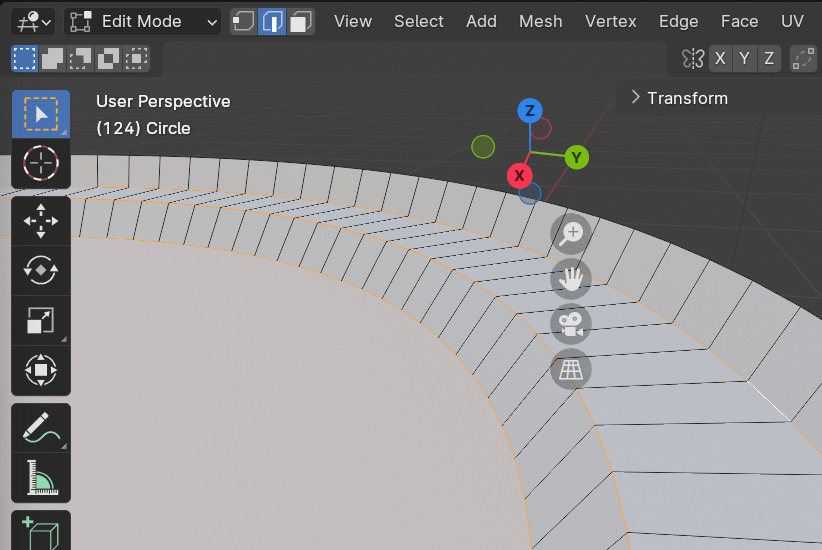 Edit Mode View Select Add Mesh Vertex Edge Face UV
X Y Z
User Perspective
(124) Circle
Transform
Z
Y
X